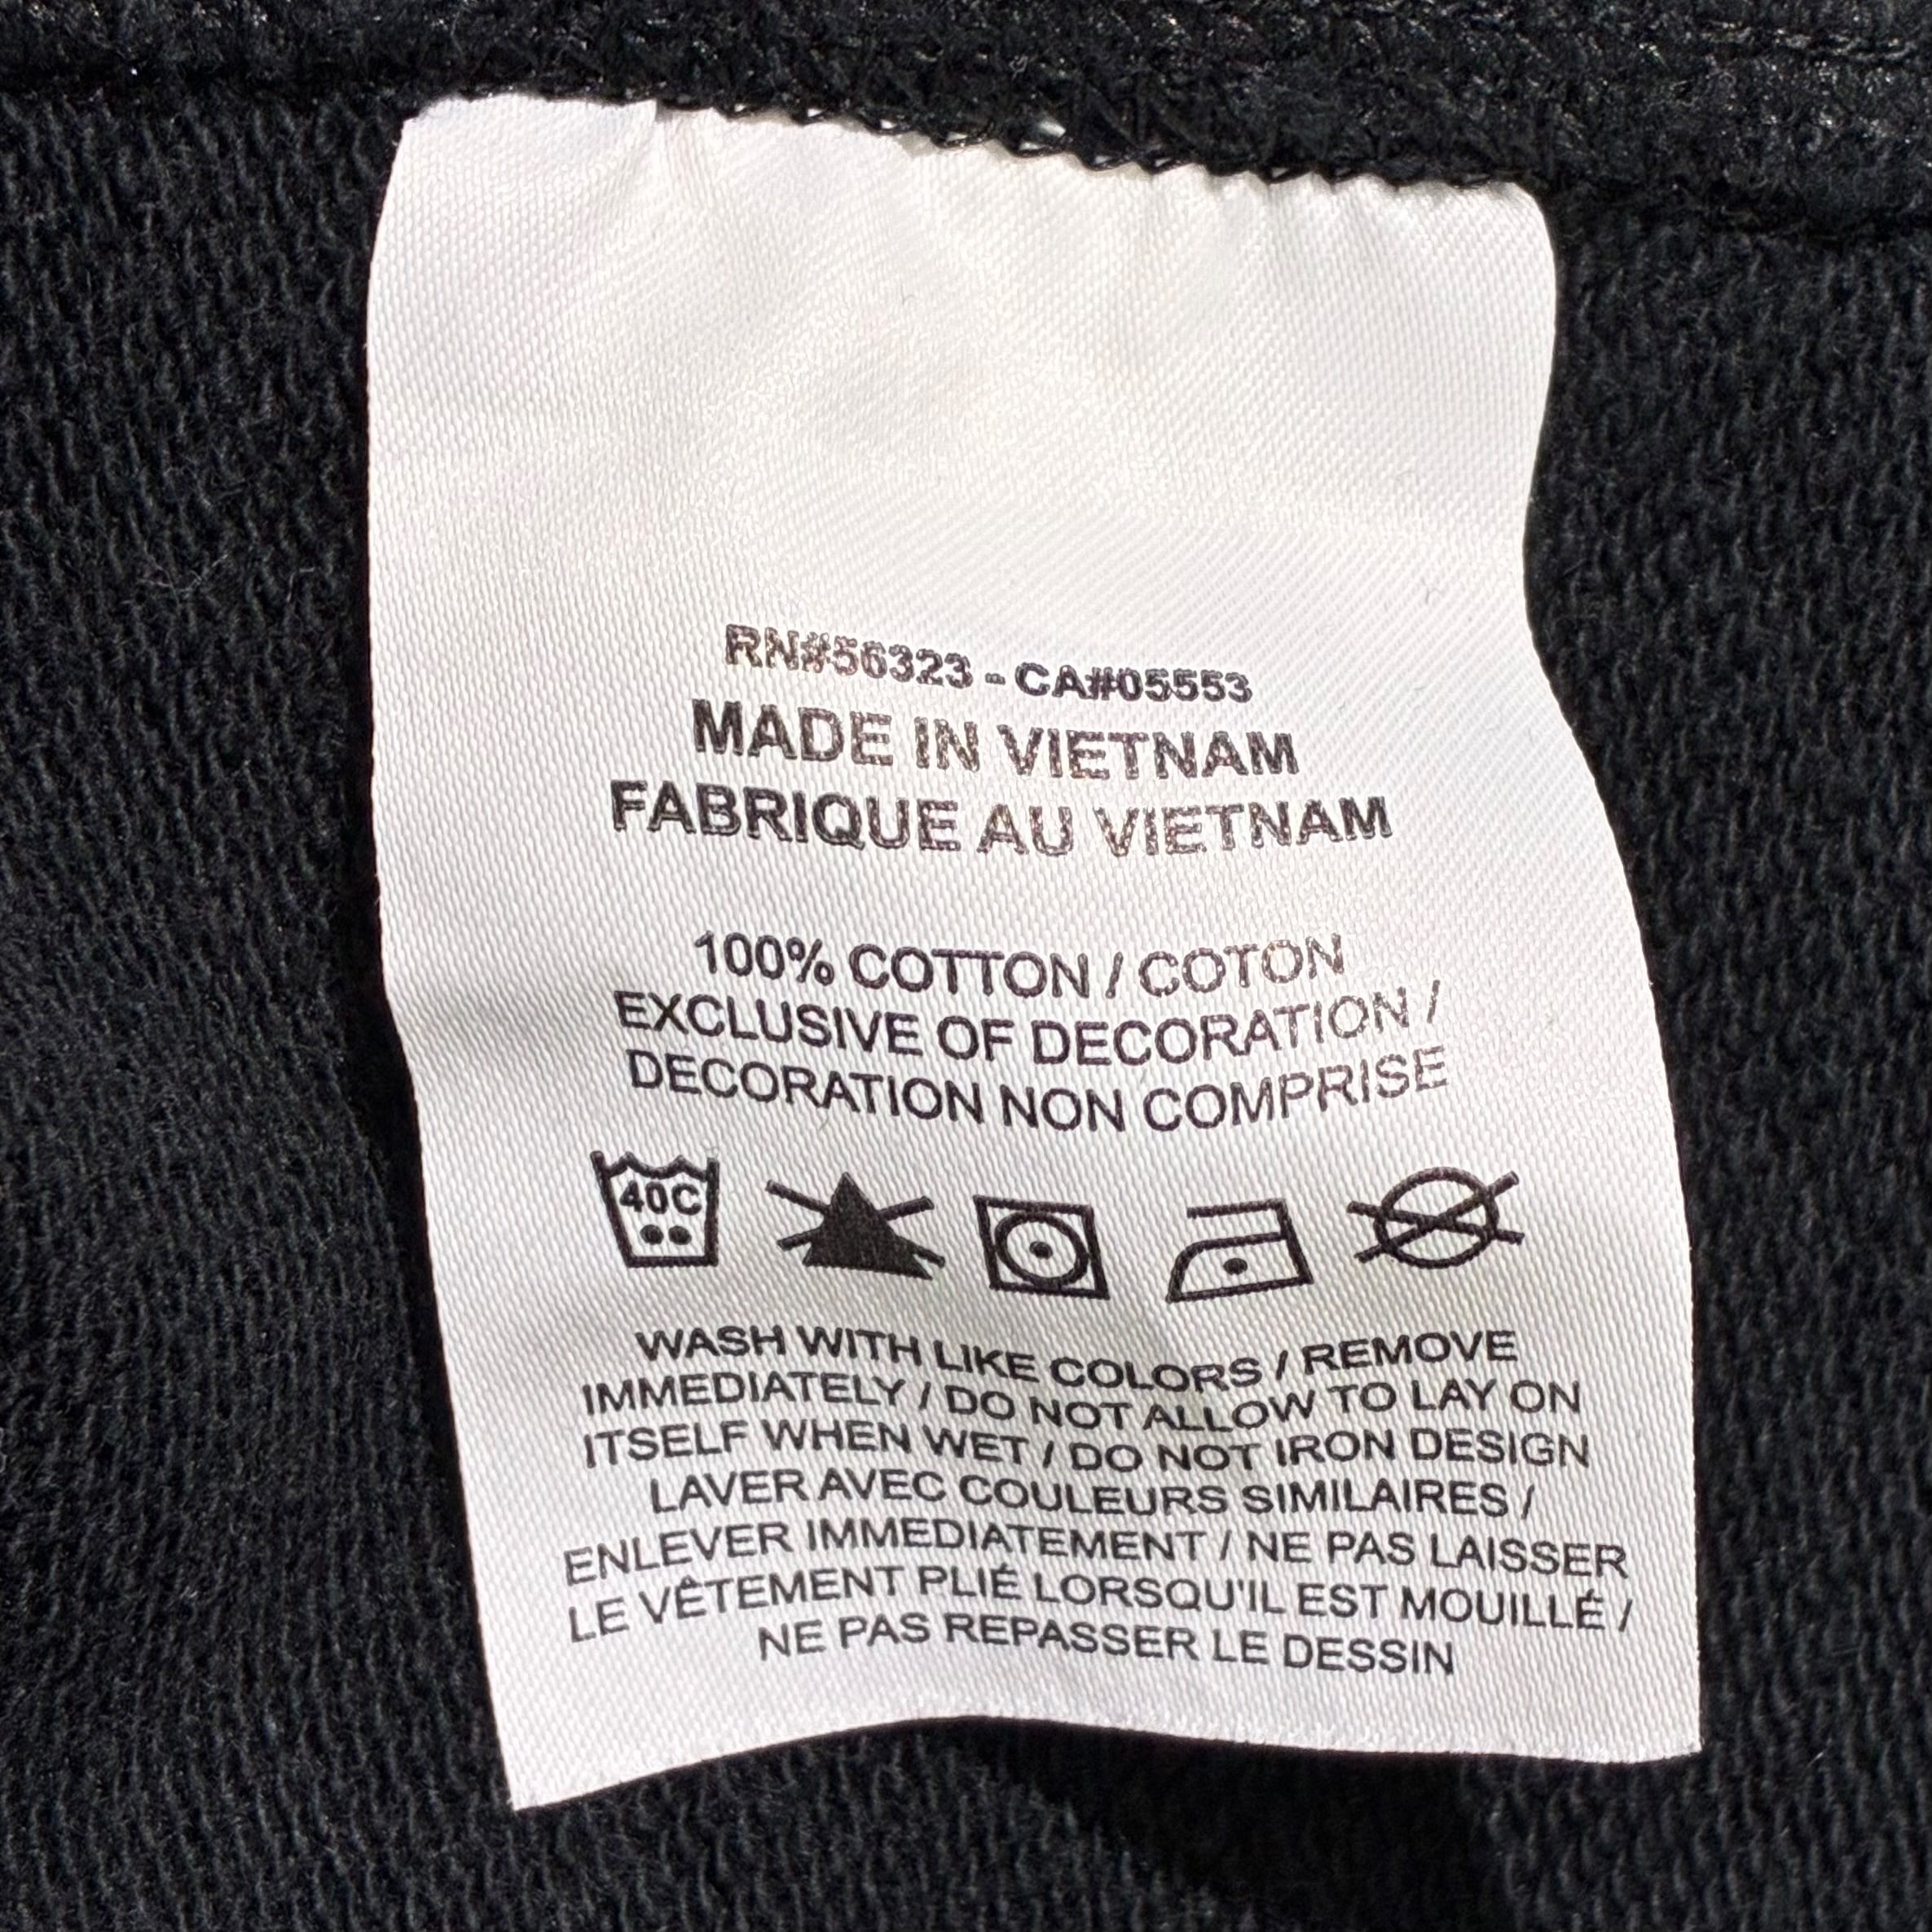 RN#56323 - CA#05553
MADE IN VIETNAM
FABRIQUE AU VIETNAM
100% COTTON / COTON
EXCLUSIVE OF DECORATION /
DECORATION NON COMPRISE
40C
WASH WITH LIKE COLORS / REMOVE
IMMEDIATELY / DO NOT ALLOW TO LAY ON
ITSELF WHEN WET / DO NOT IRON DESIGN
LAVER AVEC COULEURS SIMILAIRES /
ENLEVER IMMEDIATEMENT / NE PAS LAISSER
LE VÊTEMENT PLIÉ LORSQU'IL EST MOUILLÉ /
NE PAS REPASSER LE DESSIN